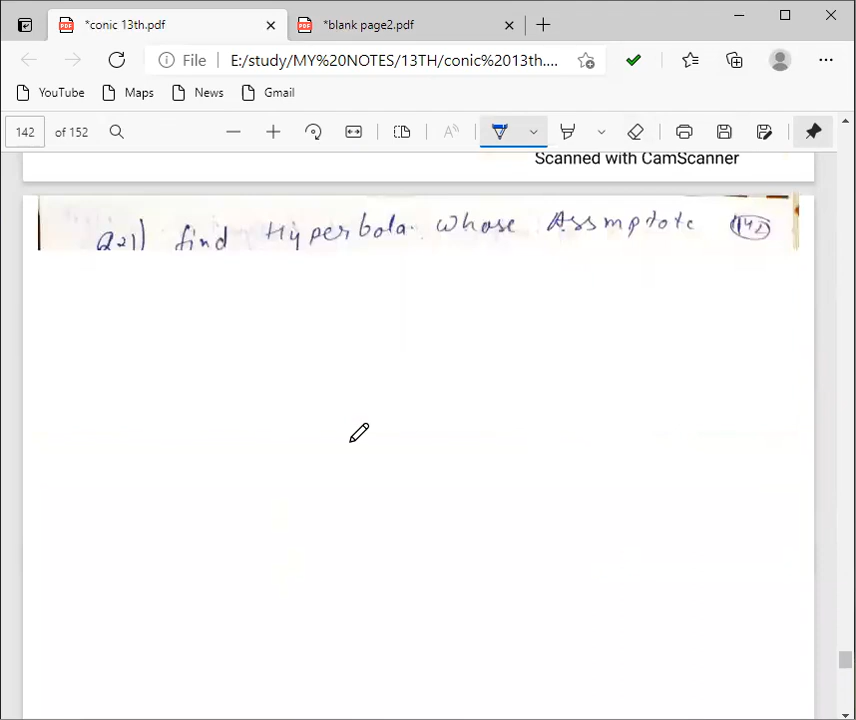 *conic 13th.pdf
*blank page2.pdf
File E:/study/MY%20NOTES/13TH/conic%2013th....
YouTube Maps News Gmail
142 of 152
Scanned with CamScanner
Q21) find Hyperbola whose Assmptote 142